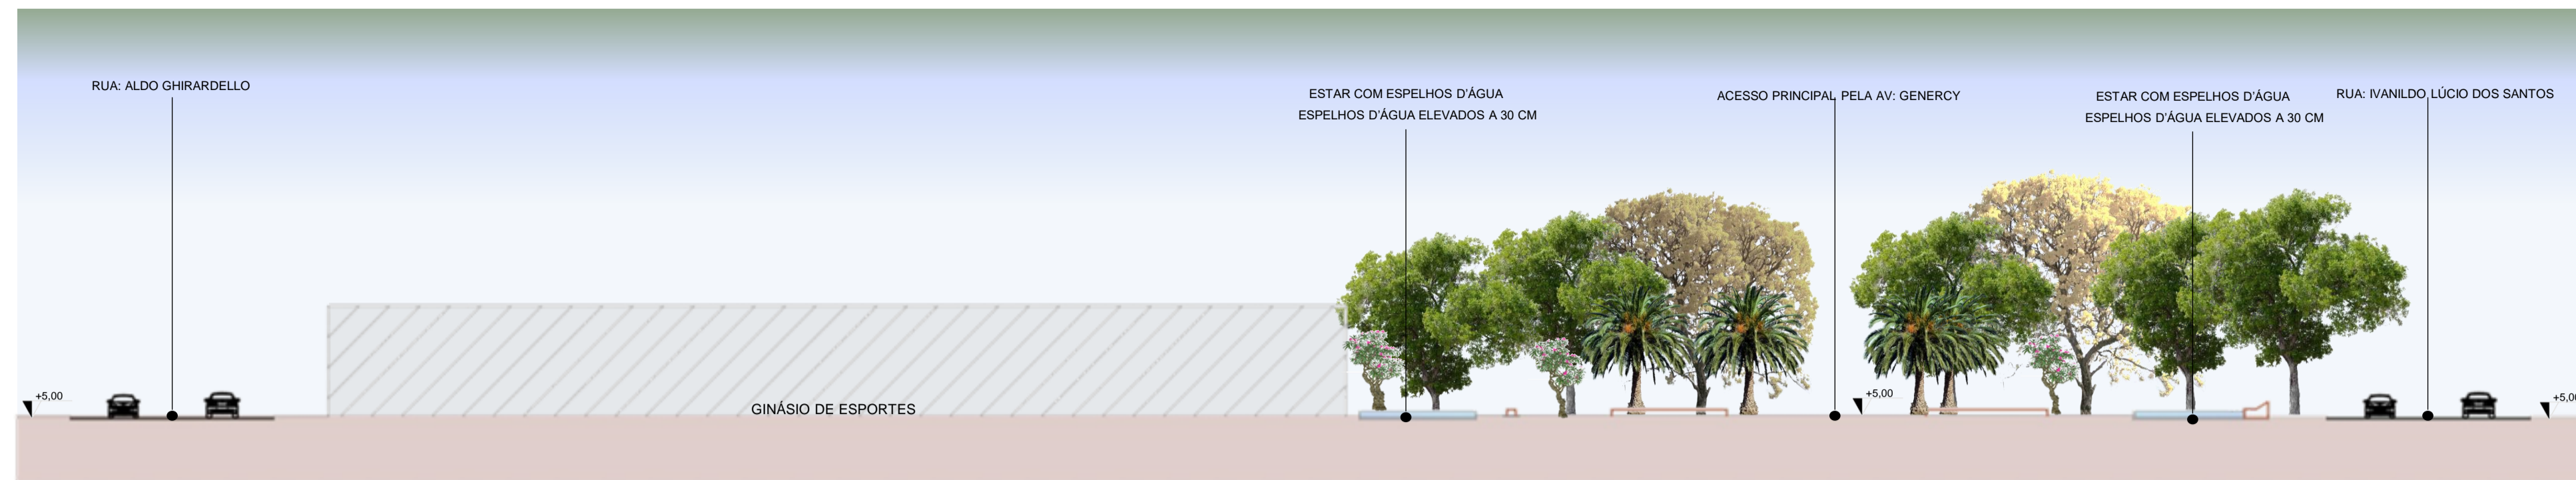 RUA: ALDO GHIRARDELLO
ESTAR COM ESPELHOS D'ÁGUA
ESPELHOS D'ÁGUA ELEVADOS A 30 CM
ACESSO PRINCIPAL PELA AV: GENERCY
ESTAR COM ESPELHOS D'ÁGUA
ESPELHOS D'ÁGUA ELEVADOS A 30 CM
RUA: IVANILDO LÚCIO DOS SANTOS
+5,00
GINÁSIO DE ESPORTES
+5,00
+5,00